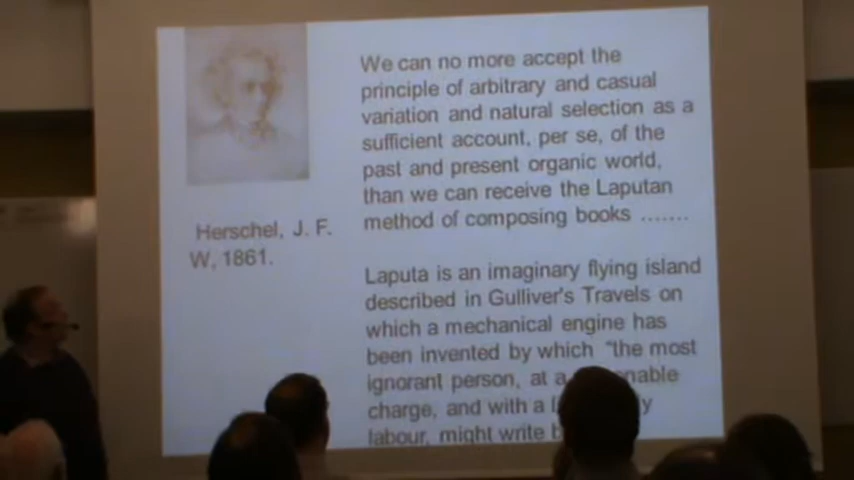 We can no more accept the
principle of arbitrary and casual
variation and natural selection as a
sufficient account, per se, of the
past and present organic world,
than we can receive the Laputan
method of composing books .......
Herschel, J. F.
W, 1861.
Laputa is an imaginary flying island
described in Gulliver's Travels on
which a mechanical engine has
been invented by which "the most
ignorant person, at a
charge, and with a
labour, might write